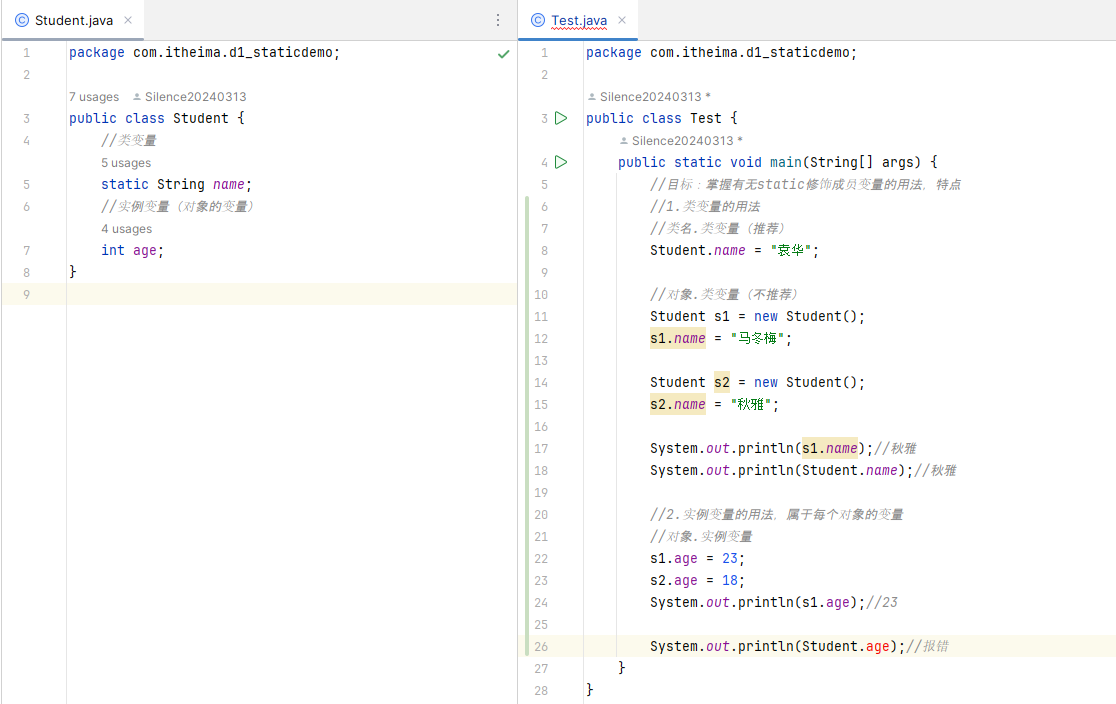 Student.java
1 package com.itheima.d1_staticdemo;
2
7 usages Silence20240313
3 public class Student {
4 //类变量
5 usages
5 static String name;
6 //实例变量（对象的变量）
4 usages
7 int age;
8 }
9
Test.java
1 package com.itheima.d1_staticdemo;
2
Silence20240313 *
3 public class Test {
Silence20240313 *
4 public static void main(String[] args) {
5 //目标：掌握有无static修饰成员变量的用法，特点
6 //1.类变量的用法
7 //类名.类变量（推荐）
8 Student.name = "袁华";
9
10 //对象.类变量（不推荐）
11 Student s1 = new Student();
12 s1.name = "马冬梅";
13
14 Student s2 = new Student();
15 s2.name = "秋雅";
16
17 System.out.println(s1.name);//秋雅
18 System.out.println(Student.name);//秋雅
19
20 //2.实例变量的用法，属于每个对象的变量
21 //对象.实例变量
22 s1.age = 23;
23 s2.age = 18;
24 System.out.println(s1.age);//23
25
26 System.out.println(Student.age);//报错
27 }
28 }